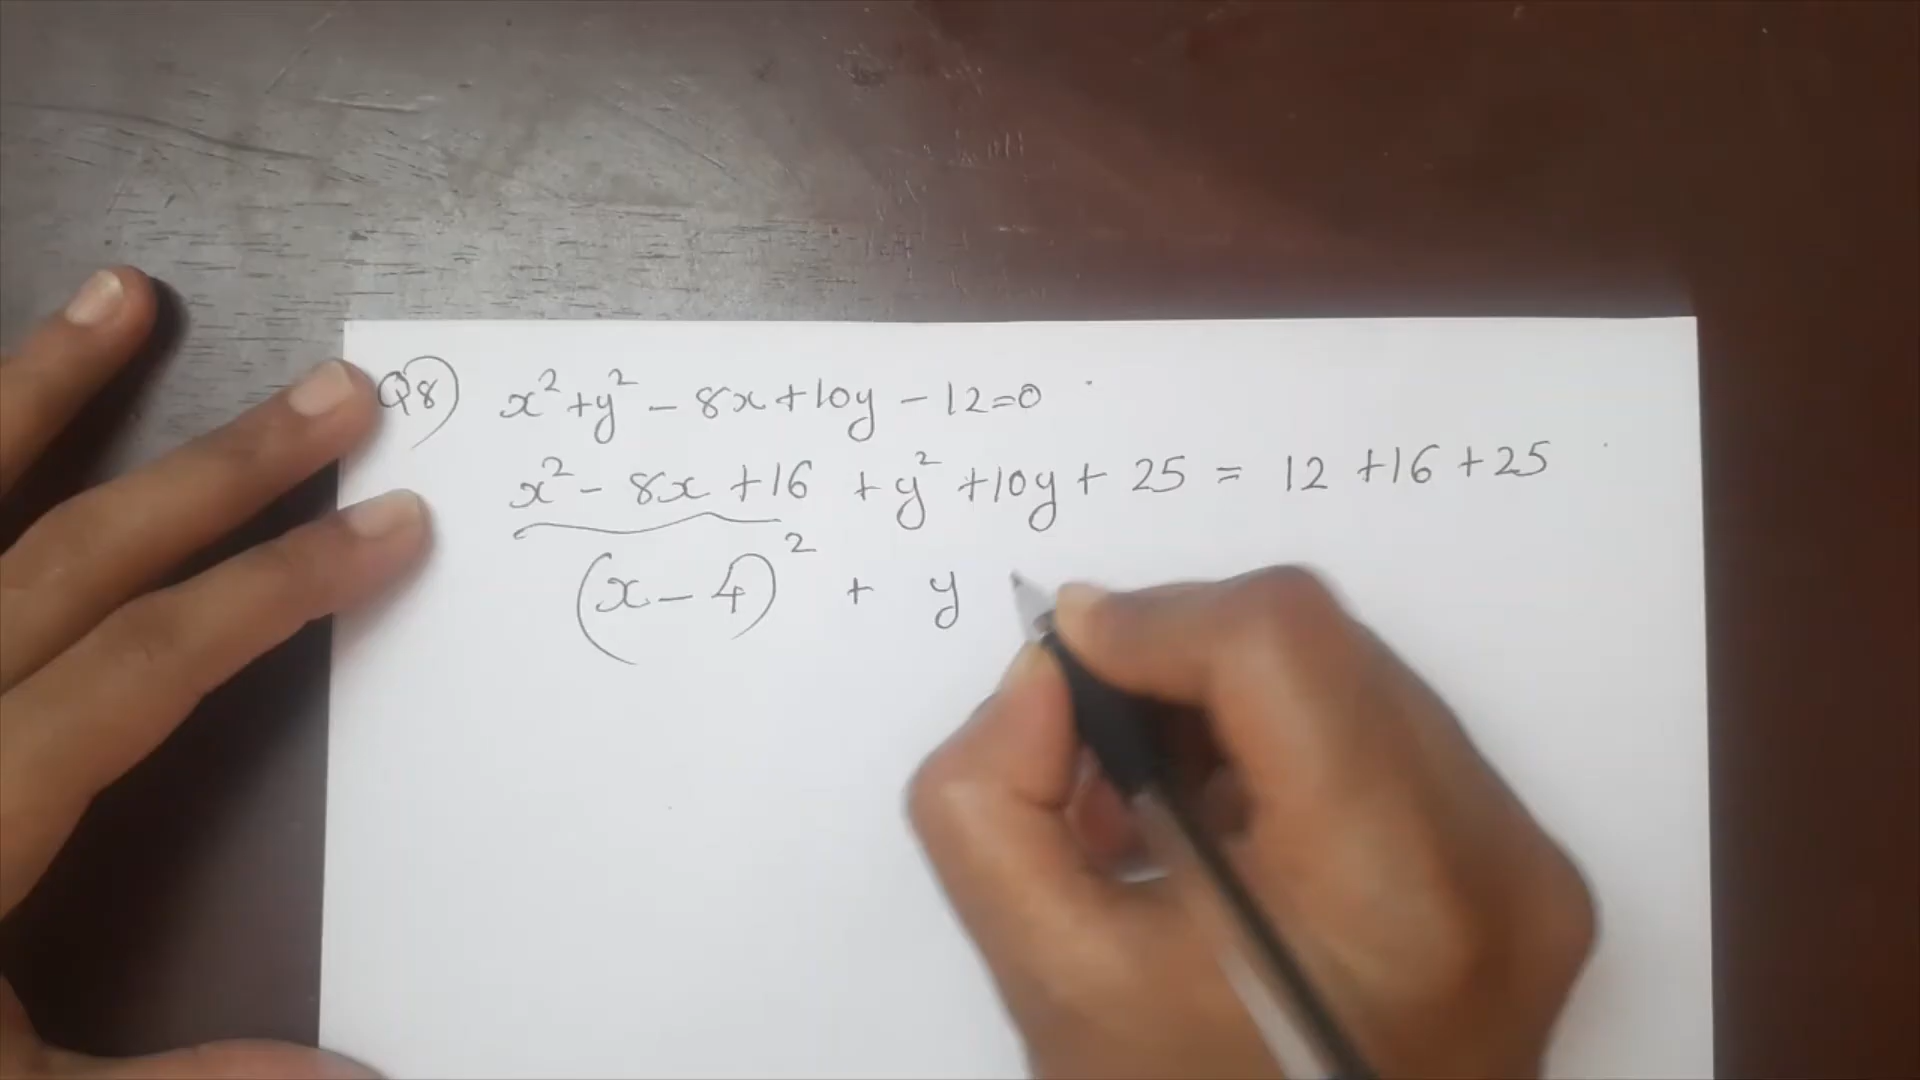 Q8) x² + y² - 8x + 10y - 12 = 0
x² - 8x + 16 + y² + 10y + 25 = 12 + 16 + 25
(x - 4)² + y